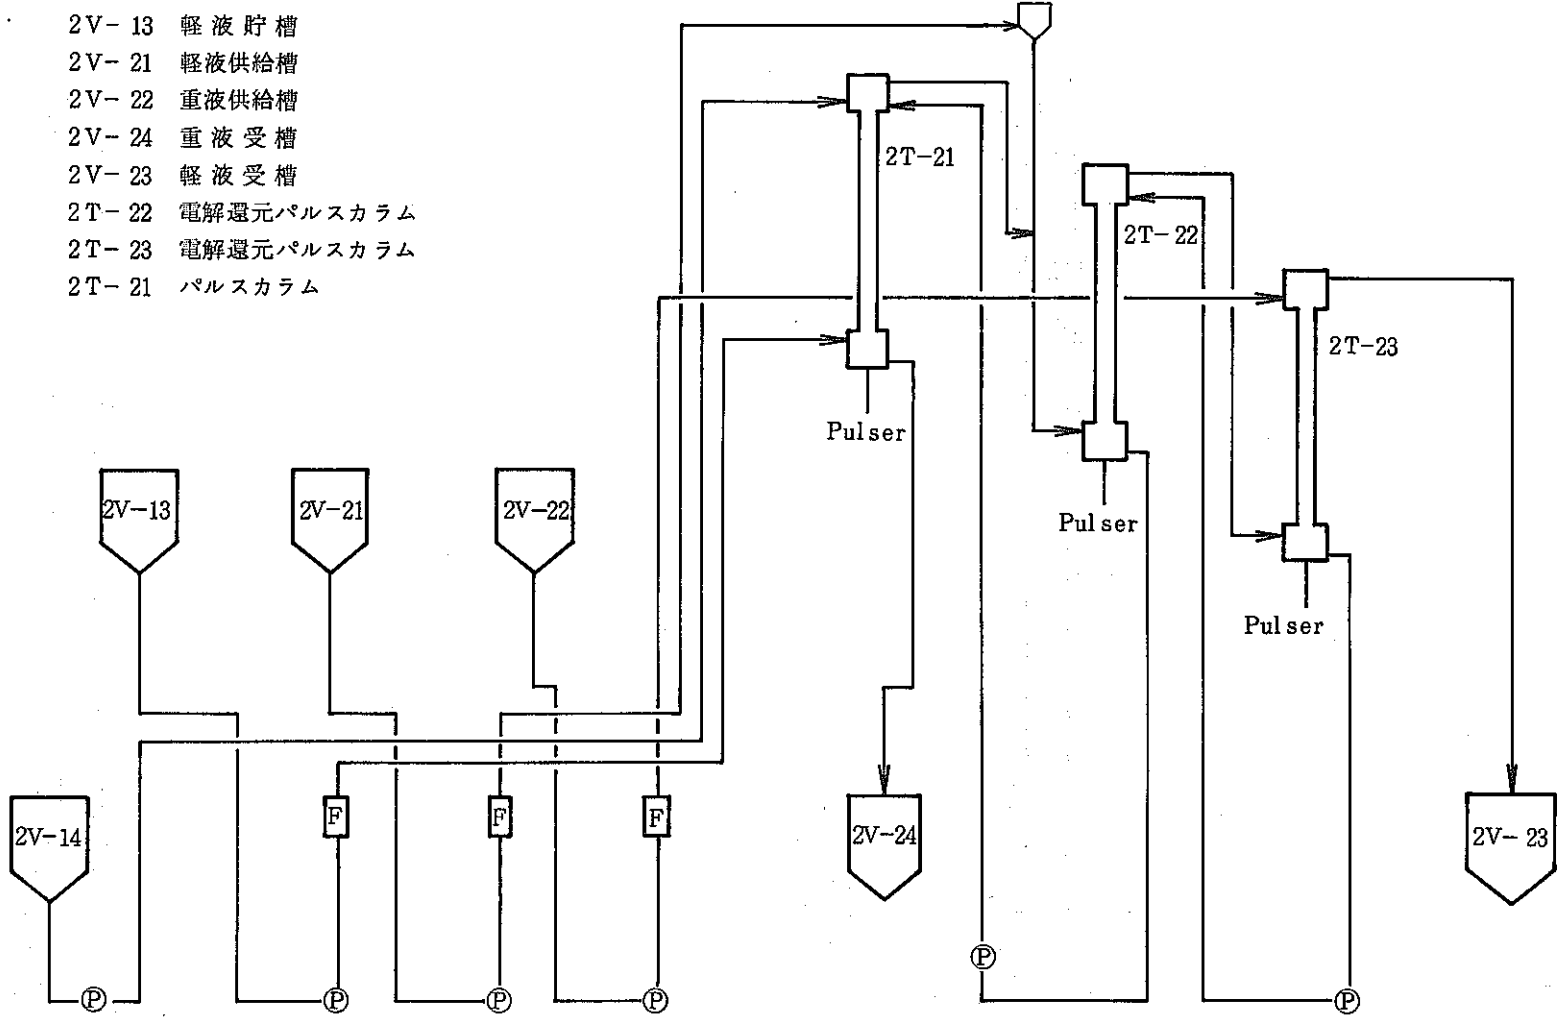 2V-13 軽液貯槽
2V-21 軽液供給槽
2V-22 重液供給槽
2V-24 重液受槽
2V-23 軽液受槽
2T-22 電解還元パルスカラム
2T-23 電解還元パルスカラム
2T-21 パルスカラム
2T-21
2T-22
2T-23
Pulser
Pulser
Pulser
2V-13
2V-21
2V-22
2V-14
F
F
F
2V-24
2V-23
P
P
P
P
P
P